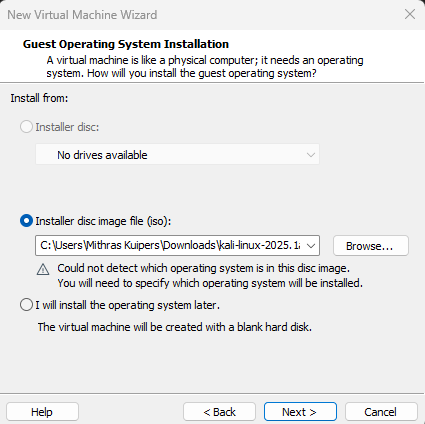 New Virtual Machine Wizard
Guest Operating System Installation
A virtual machine is like a physical computer; it needs an operating
system. How will you install the guest operating system?
Install from:
Installer disc:
No drives available
Installer disc image file (iso):
C:\Users\Mithras Kuipers\Downloads\kali-linux-2025.1a
Browse...
Could not detect which operating system is in this disc image.
You will need to specify which operating system will be installed.
I will install the operating system later.
The virtual machine will be created with a blank hard disk.
Help
< Back
Next >
Cancel